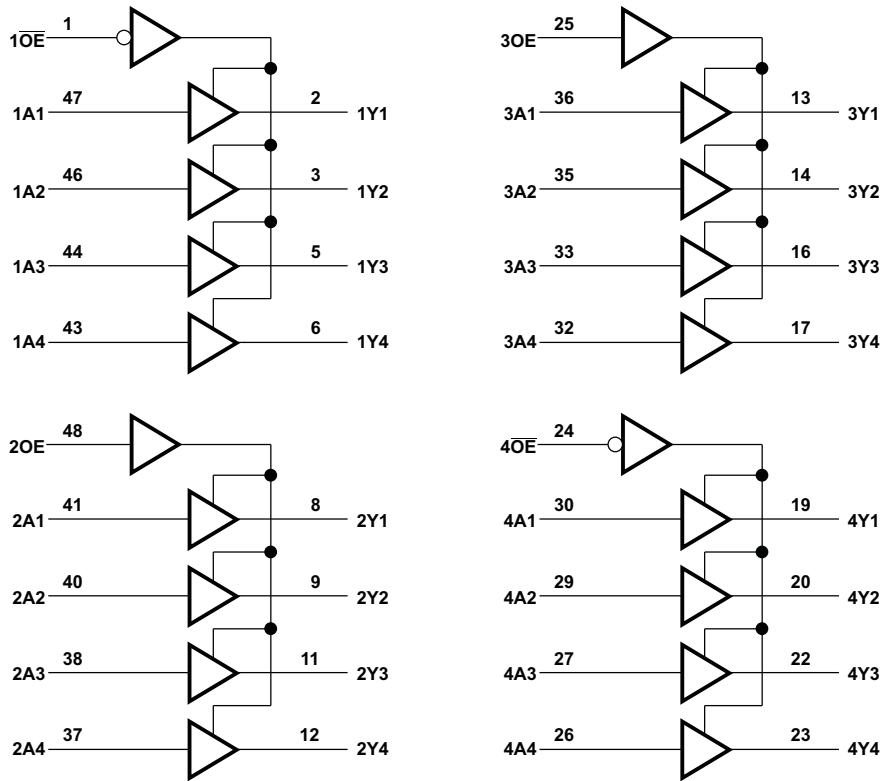 1O̅E̅ 1
1A1 47 2 1Y1
1A2 46 3 1Y2
1A3 44 5 1Y3
1A4 43 6 1Y4
3OE 25
3A1 36 13 3Y1
3A2 35 14 3Y2
3A3 33 16 3Y3
3A4 32 17 3Y4
2OE 48
2A1 41 8 2Y1
2A2 40 9 2Y2
2A3 38 11 2Y3
2A4 37 12 2Y4
4O̅E̅ 24
4A1 30 19 4Y1
4A2 29 20 4Y2
4A3 27 22 4Y3
4A4 26 23 4Y4